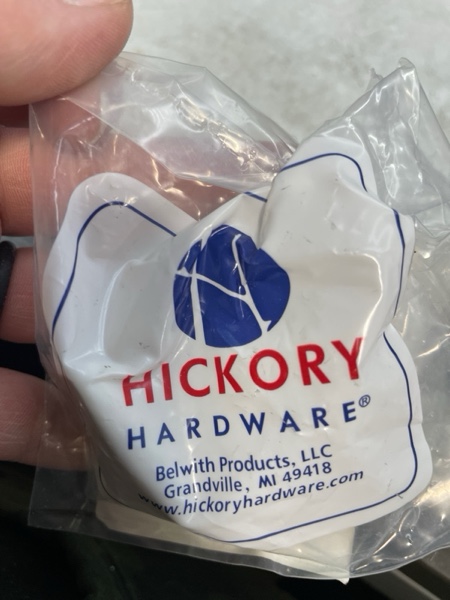 HICKORY
HARDWARE®
Belwith Products, LLC
Grandville, MI 49418
www.hickoryhardware.com